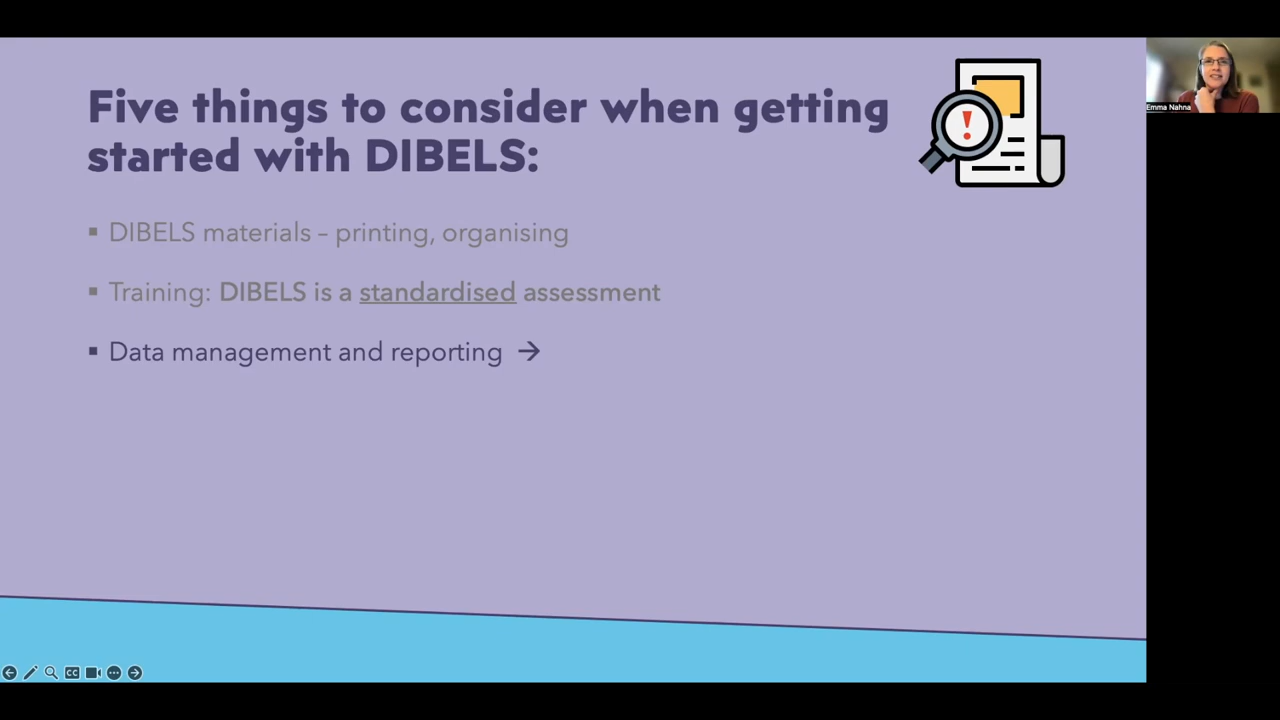 Five things to consider when getting
started with DIBELS:
▪ DIBELS materials – printing, organising
▪ Training: DIBELS is a standardised assessment
▪ Data management and reporting →
Emma Nahna
CC